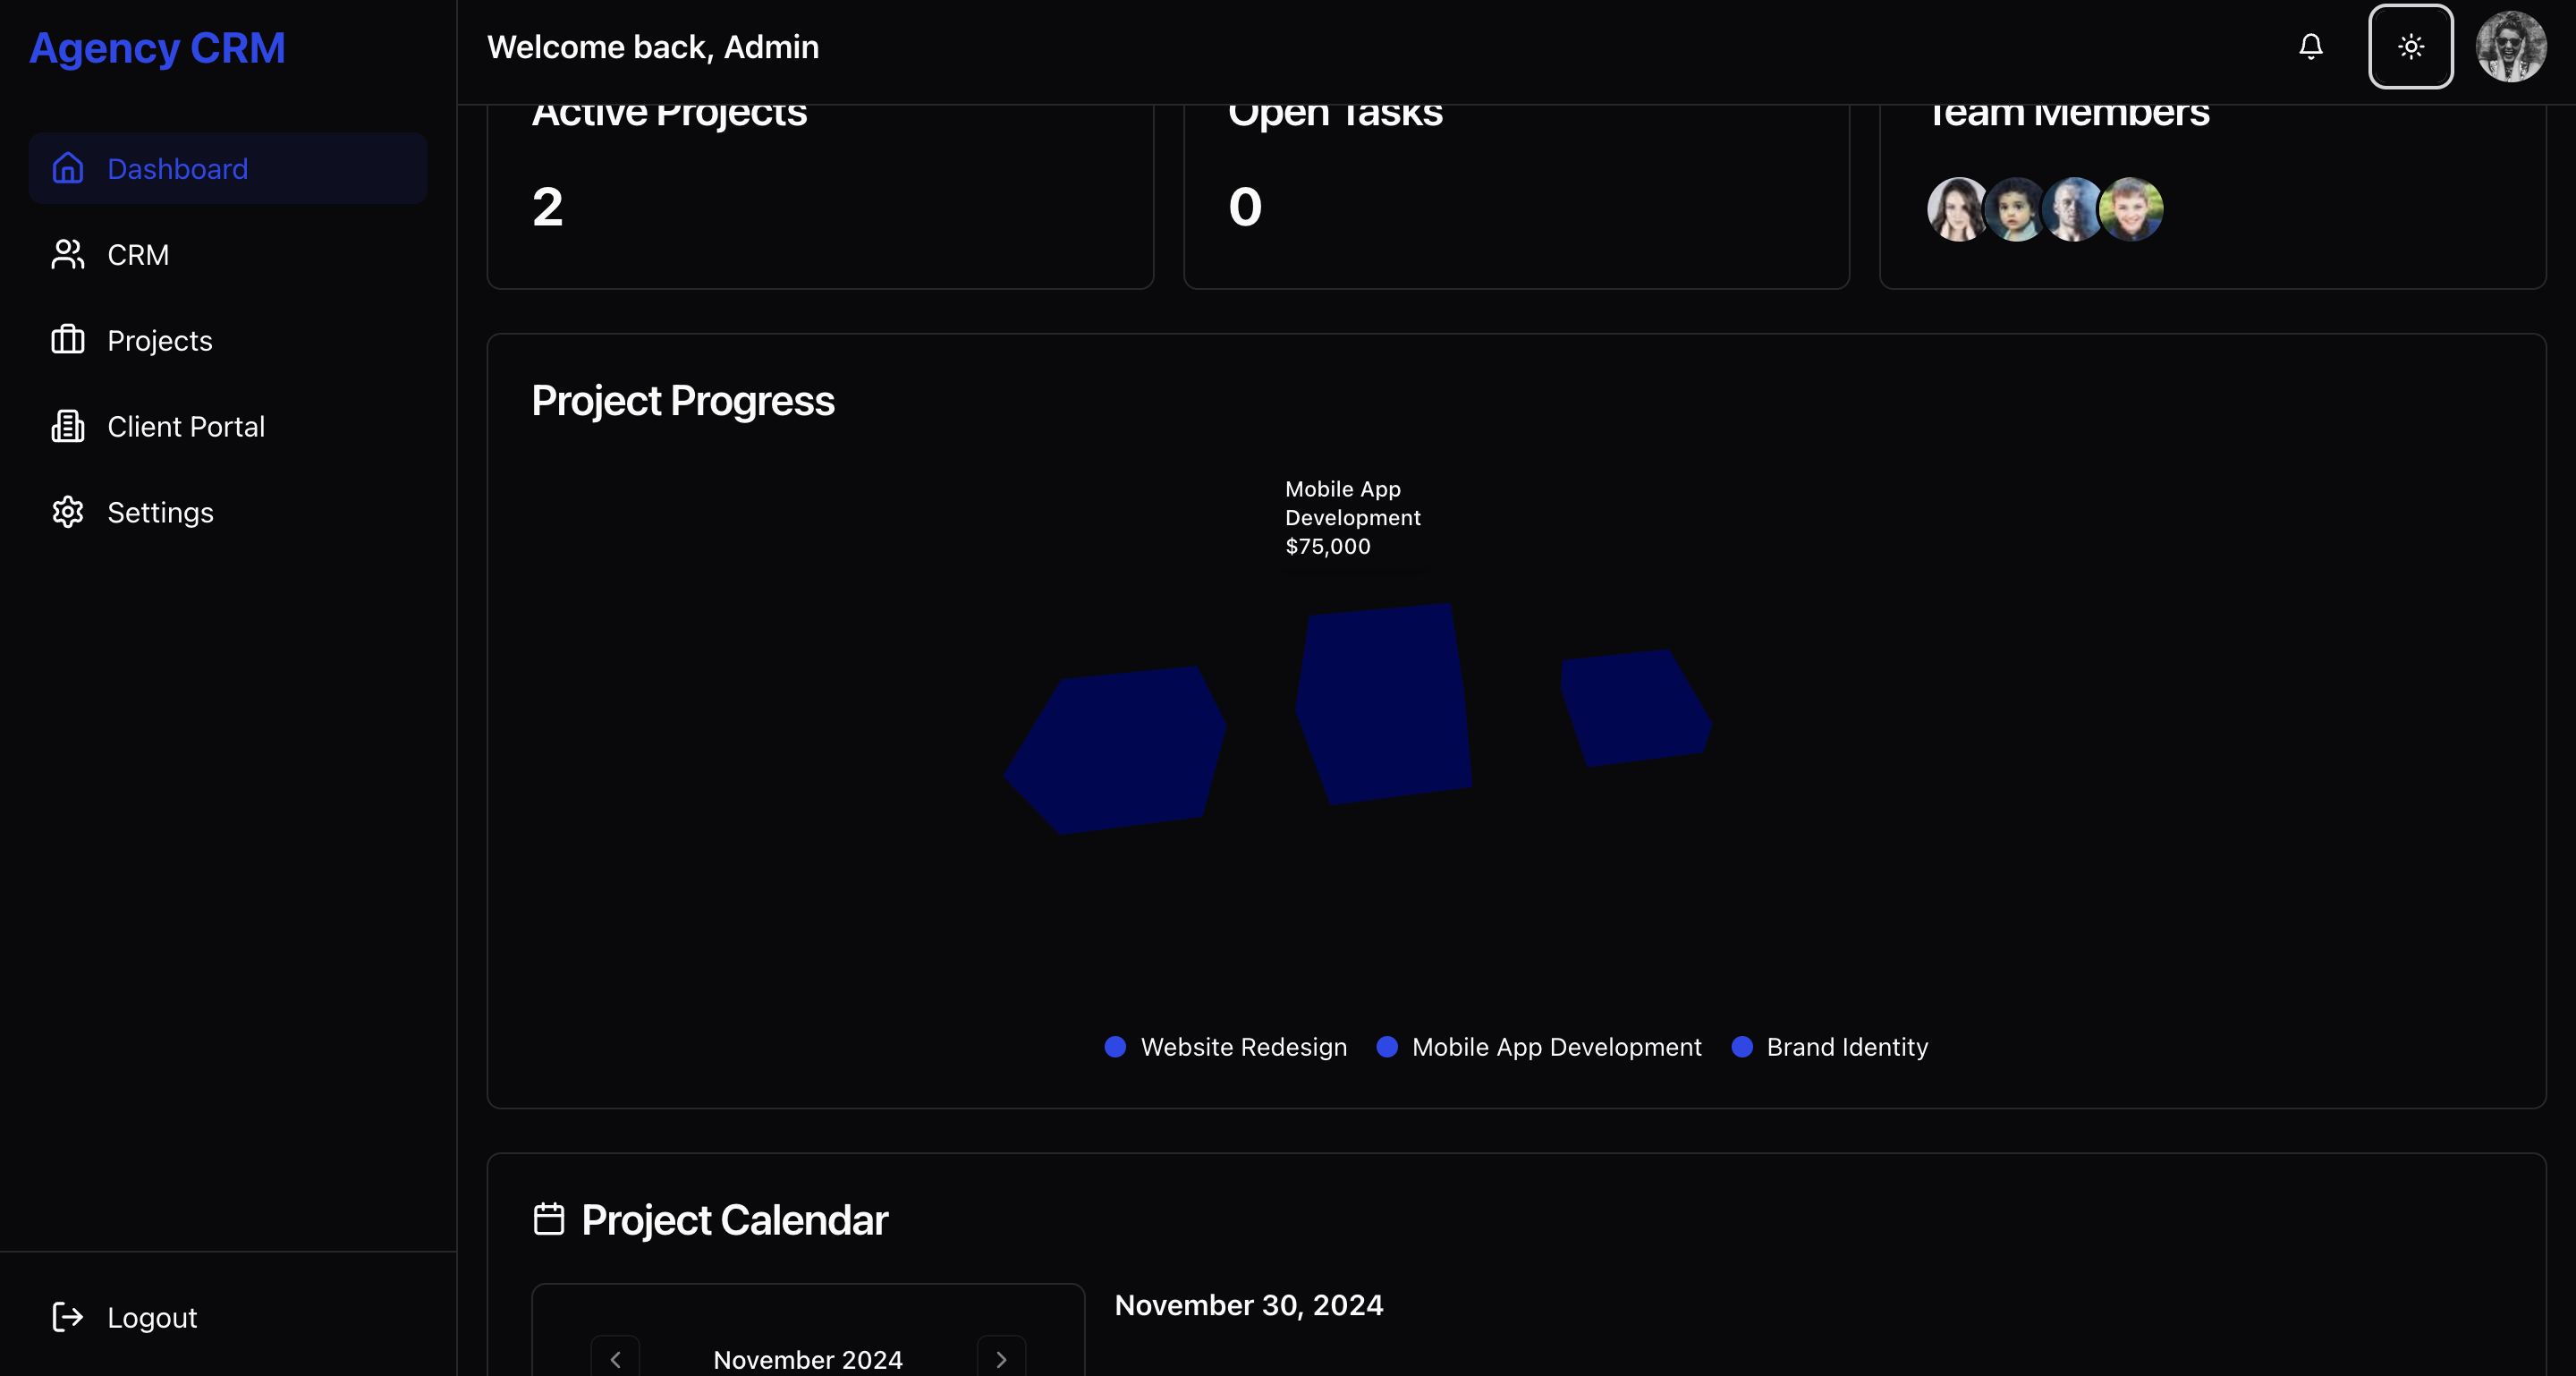 Agency CRM
Welcome back, Admin
Dashboard
CRM
Projects
Client Portal
Settings
Logout
Active Projects
2
Open Tasks
0
Team Members
Project Progress
Mobile App
Development
$75,000
Website Redesign
Mobile App Development
Brand Identity
Project Calendar
November 2024
November 30, 2024